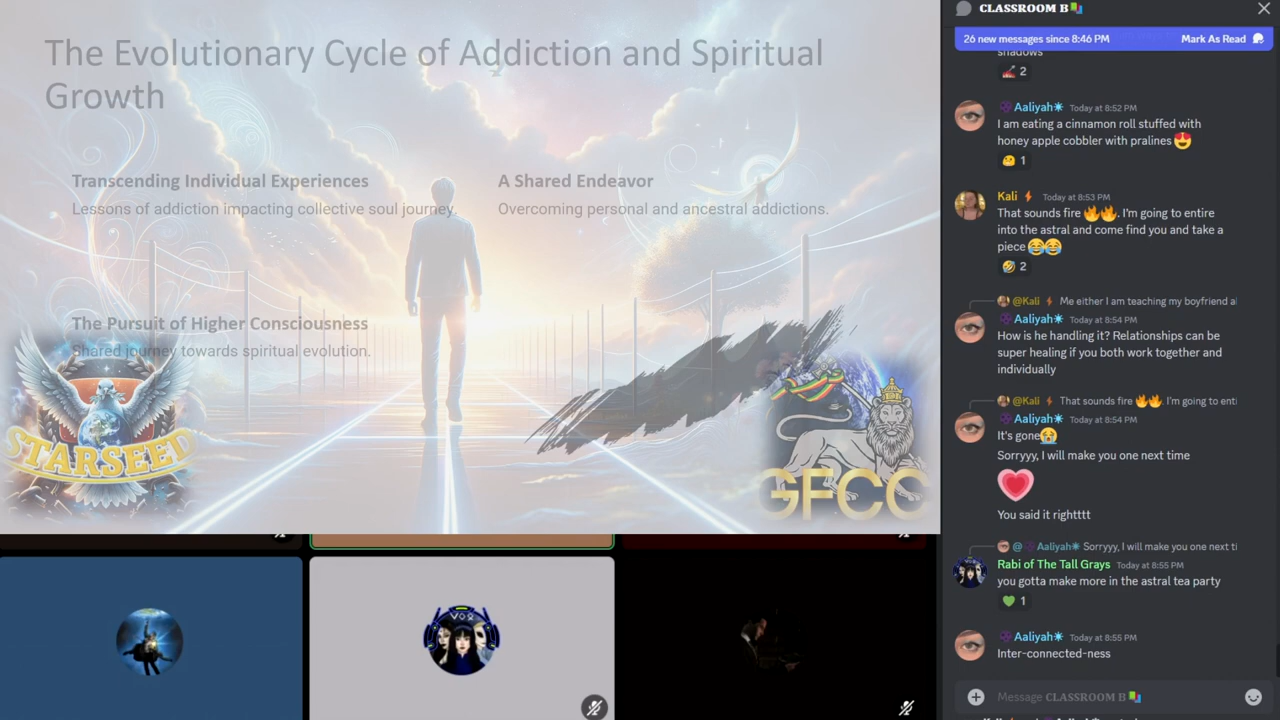 The Evolutionary Cycle of Addiction and Spiritual
Growth
Transcending Individual Experiences
Lessons of addiction impacting collective soul journey.
A Shared Endeavor
Overcoming personal and ancestral addictions.
The Pursuit of Higher Consciousness
Shared journey towards spiritual evolution.
STARSEED
GFCC
VOX
CLASSROOM B
26 new messages since 8:46 PM Mark As Read
shadows
2
Aaliyah Today at 8:52 PM
I am eating a cinnamon roll stuffed with
honey apple cobbler with pralines 😍
1
Kali Today at 8:53 PM
That sounds fire 🔥🔥. I'm going to entire
into the astral and come find you and take a
piece 😂😂
2
@Kali Me either I am teaching my boyfriend al
Aaliyah Today at 8:54 PM
How is he handling it? Relationships can be
super healing if you both work together and
individually
@Kali That sounds fire 🔥🔥. I'm going to enti
Aaliyah Today at 8:54 PM
It's gone😭
Sorryyy, I will make you one next time
You said it rightttt
@ Aaliyah Sorryyy, I will make you one next ti
Rabi of The Tall Grays Today at 8:55 PM
you gotta make more in the astral tea party
1
Aaliyah Today at 8:55 PM
Inter-connected-ness
Message CLASSROOM B